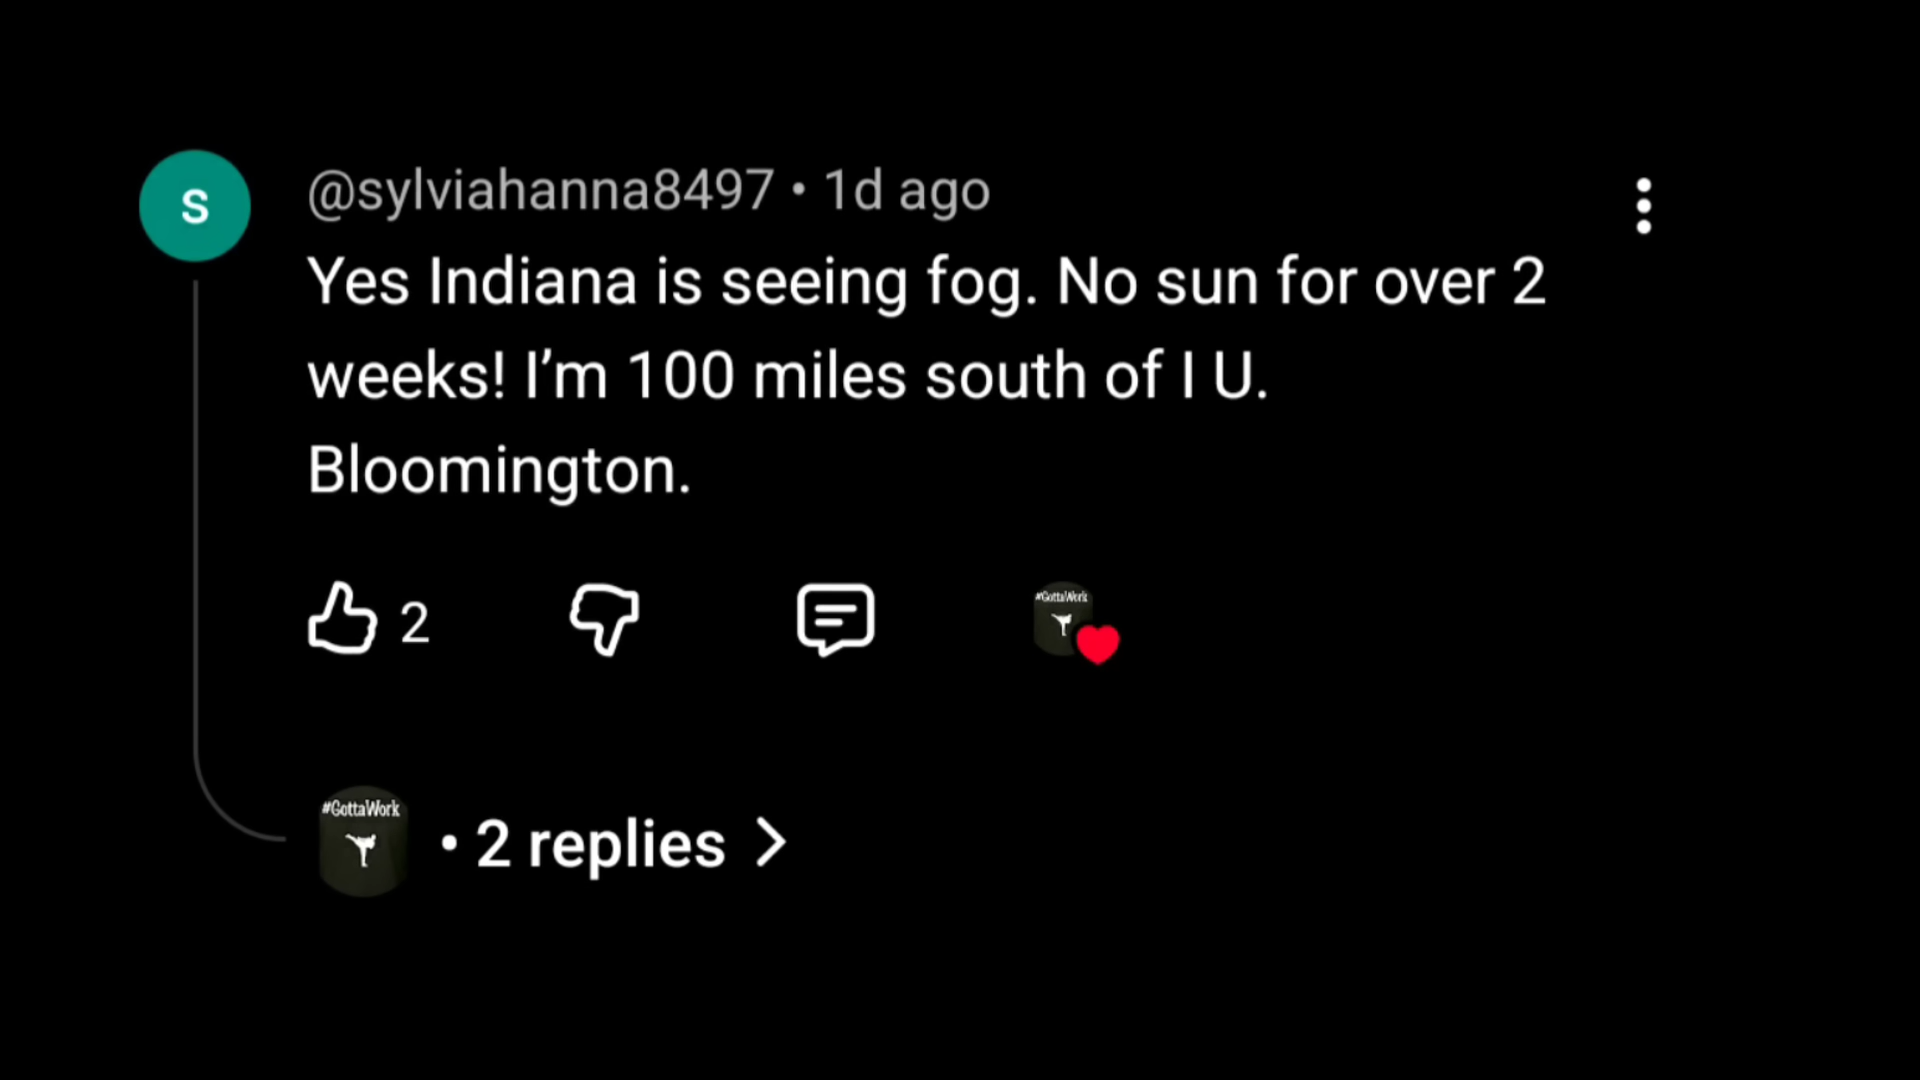 S
@sylviahanna8497 • 1d ago
Yes Indiana is seeing fog. No sun for over 2
weeks! I’m 100 miles south of I U.
Bloomington.
2
#GottaWork
#GottaWork
• 2 replies